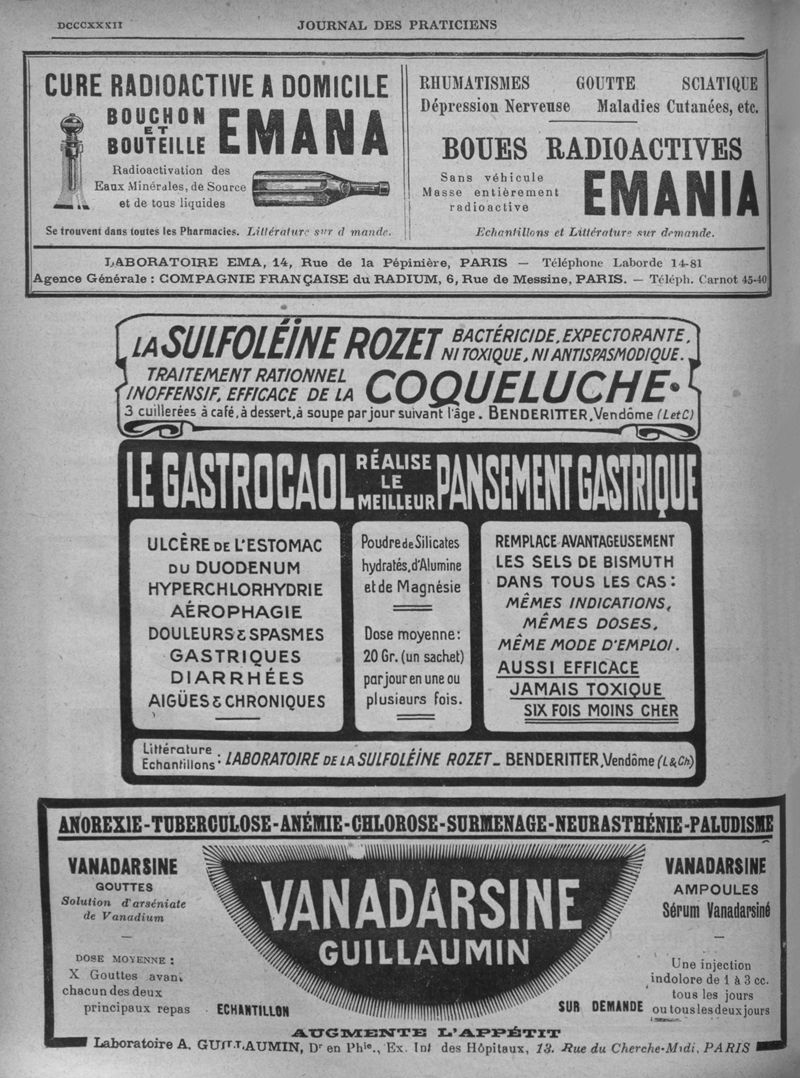 DCCCXXXII
JOURNAL DES PRATICIENS
CURE RADIOACTIVE A DOMICILE
BOUCHON
ET
BOUTEILLE
EMANA
Radioactivation des
Eaux Minérales, de Source
et de tous liquides
Se trouvent dans toutes les Pharmacies. Littérature sur d mande.
RHUMATISMES GOUTTE SCIATIQUE
Dépression Nerveuse Maladies Cutanées, etc.
BOUES RADIOACTIVES
Sans véhicule
Masse entièrement
radioactive
EMANIA
Echantillons et Littérature sur demande.
LABORATOIRE EMA, 14, Rue de la Pépinière, PARIS — Téléphone Laborde 14-81
Agence Générale : COMPAGNIE FRANÇAISE du RADIUM, 6, Rue de Messine, PARIS. — Téléph. Carnot 45-40
LA SULFOLÉINE ROZET
BACTÉRICIDE, EXPECTORANTE,
NI TOXIQUE, NI ANTISPASMODIQUE.
TRAITEMENT RATIONNEL
INOFFENSIF, EFFICACE DE LA
COQUELUCHE.
3 cuillerées à café, à dessert, à soupe par jour suivant l'âge. BENDERITTER, Vendôme (L et C)
LE GASTROCAOL
RÉALISE
LE
MEILLEUR
PANSEMENT GASTRIQUE
ULCÈRE DE L'ESTOMAC
DU DUODENUM
HYPERCHLORHYDRIE
AÉROPHAGIE
DOULEURS & SPASMES
GASTRIQUES
DIARRHÉES
AIGÜES & CHRONIQUES
Poudre de Silicates
hydratés, d'Alumine
et de Magnésie
Dose moyenne:
20 Gr. (un sachet)
par jour en une ou
plusieurs fois.
REMPLACE AVANTAGEUSEMENT
LES SELS DE BISMUTH
DANS TOUS LES CAS:
MÊMES INDICATIONS,
MÊMES DOSES,
MÊME MODE D'EMPLOI.
AUSSI EFFICACE
JAMAIS TOXIQUE
SIX FOIS MOINS CHER
Littérature
Echantillons : LABORATOIRE DE LA SULFOLÉINE ROZET_ BENDERITTER, Vendôme (L & Ch)
ANOREXIE-TUBERCULOSE-ANÉMIE-CHLOROSE-SURMENAGE-NEURASTHÉNIE-PALUDISME
VANADARSINE
GOUTTES
Solution d'arséniate
de Vanadium
DOSE MOYENNE :
X Gouttes avant
chacun des deux
principaux repas
VANADARSINE
GUILLAUMIN
ECHANTILLON
SUR DEMANDE
VANADARSINE
AMPOULES
Sérum Vanadarsiné
Une injection
indolore de 1 à 3 cc.
tous les jours
ou tous les deux jours
AUGMENTE L'APPÉTIT
Laboratoire A. GUILLAUMIN, Dr en Phie., Ex. Int des Hôpitaux, 13, Rue du Cherche-Midi, PARIS